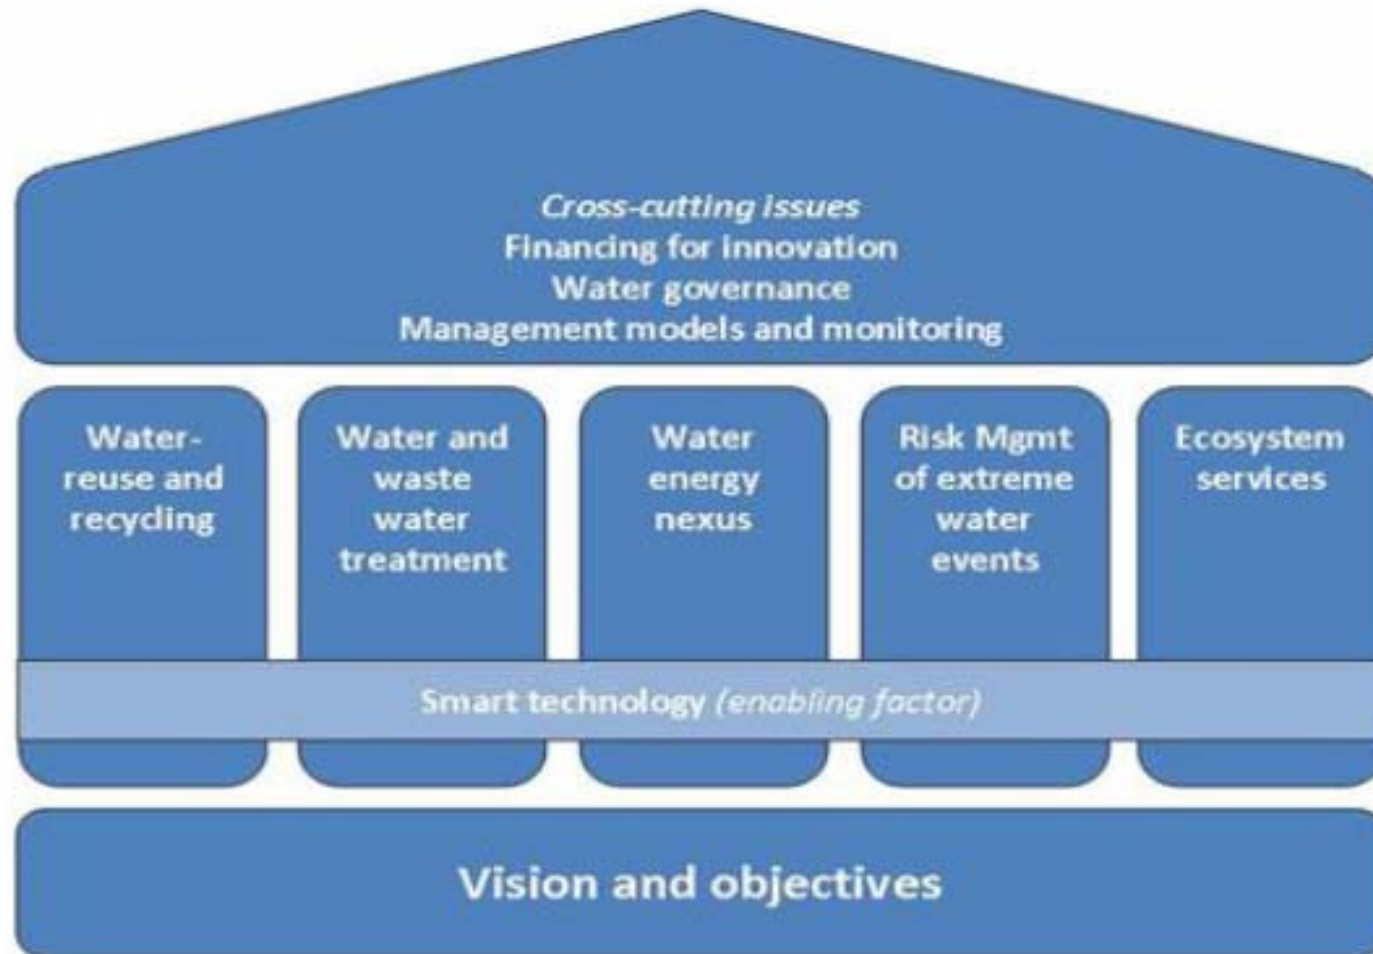 Cross-cutting issues
Financing for innovation
Water governance
Management models and monitoring
Water-
reuse and
recycling
Water and
waste
water
treatment
Water
energy
nexus
Risk Mgmt
of extreme
water
events
Ecosystem
services
Smart technology (enabling factor)
Vision and objectives